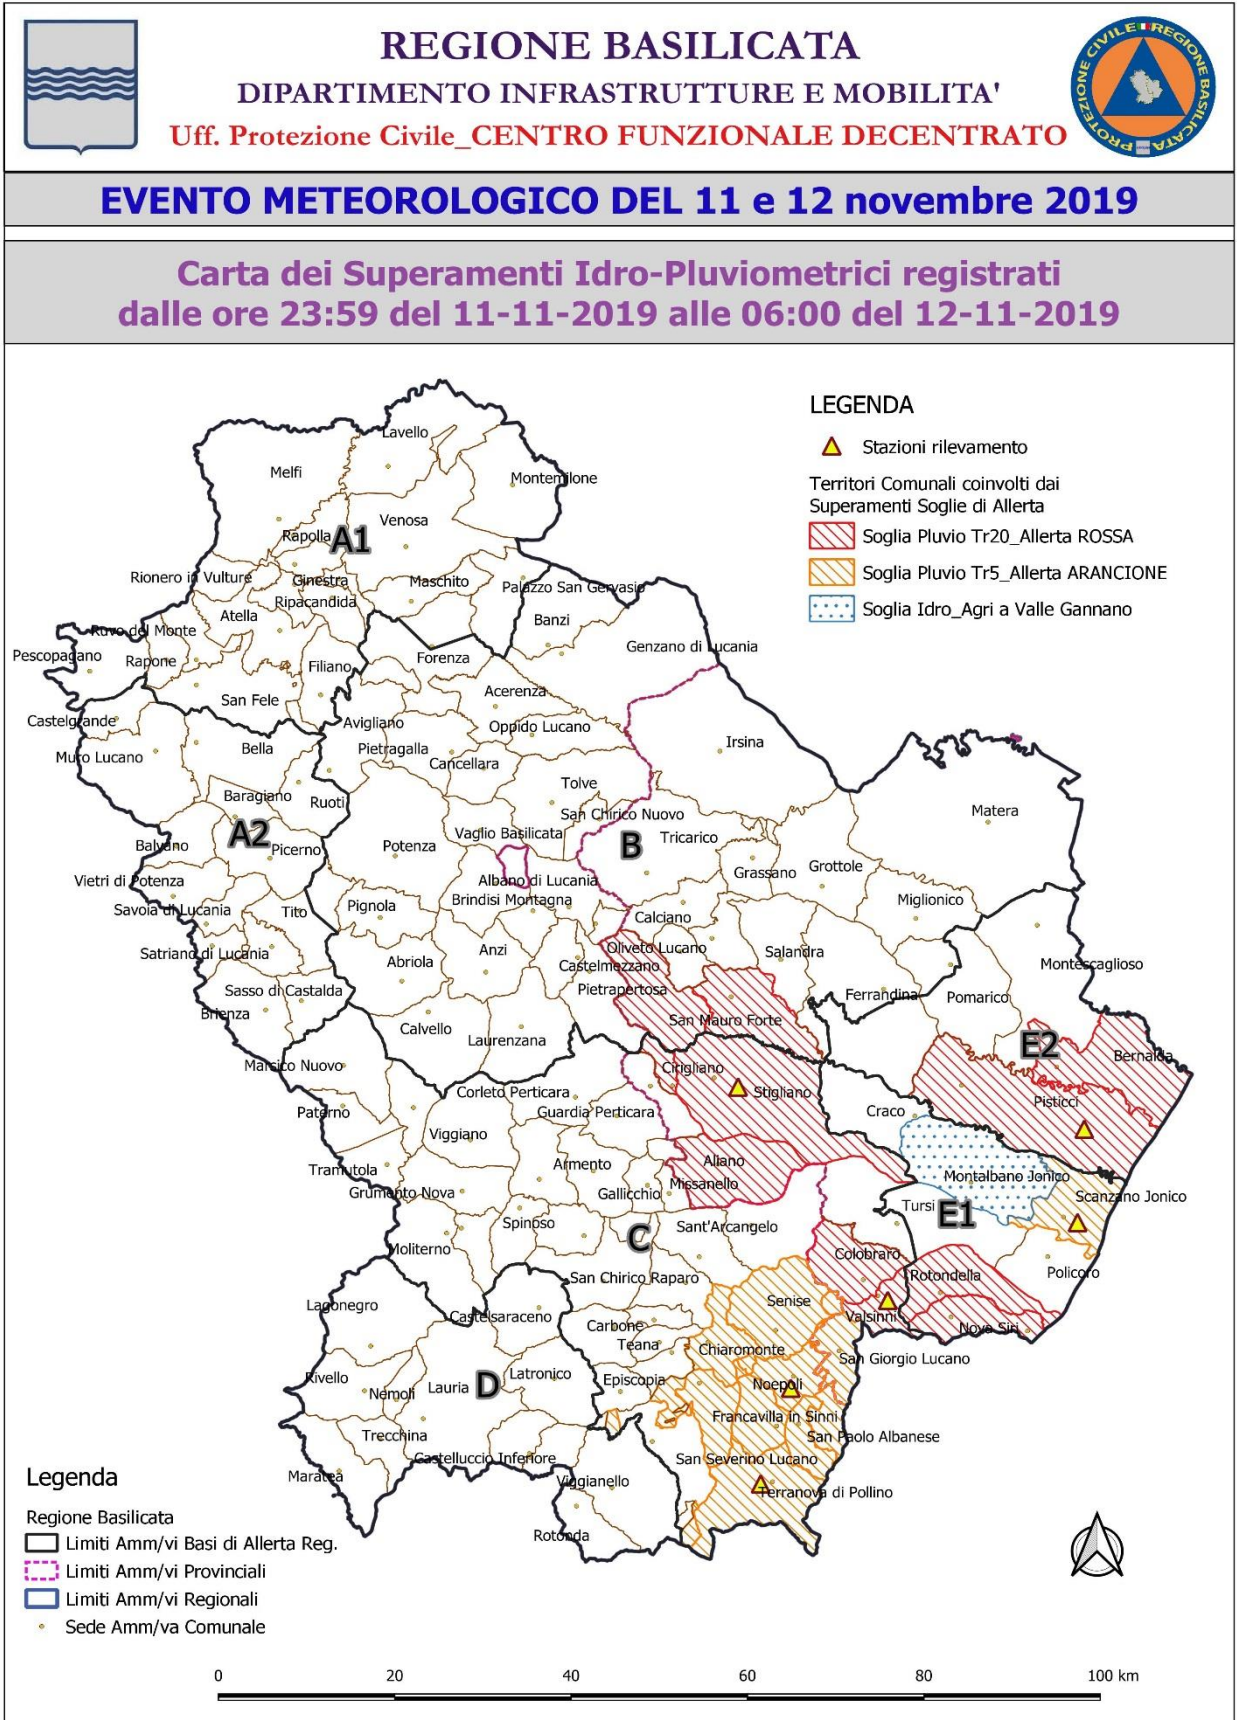 REGIONE BASILICATA
DIPARTIMENTO INFRASTRUTTURE E MOBILITA'
Uff. Protezione Civile_CENTRO FUNZIONALE DECENTRATO
PROTEZIONE CIVILE REGIONE BASILICATA
EVENTO METEOROLOGICO DEL 11 e 12 novembre 2019
Carta dei Superamenti Idro-Pluviometrici registrati
dalle ore 23:59 del 11-11-2019 alle 06:00 del 12-11-2019
LEGENDA
Stazioni rilevamento
Territori Comunali coinvolti dai
Superamenti Soglie di Allerta
Soglia Pluvio Tr20_Allerta ROSSA
Soglia Pluvio Tr5_Allerta ARANCIONE
Soglia Idro_Agri a Valle Gannano
Lavello
Melfi
Montemilone
Venosa
Rapolla
A1
Rionero in Vulture
Ginestra
Maschito
Palazzo San Gervasio
Ripacandida
Atella
Banzi
Ruvo del Monte
Genzano di Lucania
Pescopagano
Rapone
Filiano
Forenza
San Fele
Acerenza
Castelgrande
Avigliano
Oppido Lucano
Irsina
Muro Lucano
Bella
Pietragalla
Cancellara
Tolve
Baragiano
Ruoti
San Chirico Nuovo
Matera
A2
Vaglio Basilicata
B
Tricarico
Balvano
Picerno
Potenza
Grassano
Grottole
Vietri di Potenza
Albano di Lucania
Brindisi Montagna
Miglionico
Savoia di Lucania
Tito
Pignola
Calciano
Satriano di Lucania
Abriola
Anzi
Oliveto Lucano
Salandra
Castelmezzano
Montescaglioso
Sasso di Castalda
Pietrapertosa
Ferrandina
Pomarico
Brienza
Calvello
San Mauro Forte
Laurenzana
E2
Bernalda
Marsico Nuovo
Cirigliano
Corleto Perticara
Stigliano
Pisticci
Paterno
Guardia Perticara
Craco
Viggiano
Tramutola
Armento
Aliano
Grumento Nova
Gallicchio
Missanello
Montalbano Jonico
Scanzano Jonico
Spinoso
Sant'Arcangelo
Tursi
E1
C
Moliterno
Colobraro
San Chirico Raparo
Rotondella
Policoro
Lagonegro
Castelsaraceno
Senise
Carbone
Valsinni
Nova Siri
Teana
Chiaromonte
San Giorgio Lucano
Rivello
Nemoli
Lauria
D
Latronico
Episcopia
Noepoli
Francavilla in Sinni
Trecchina
San Paolo Albanese
Castelluccio Inferiore
San Severino Lucano
Maratea
Viggianello
Terranova di Pollino
Rotonda
Legenda
Regione Basilicata
Limiti Amm/vi Basi di Allerta Reg.
Limiti Amm/vi Provinciali
Limiti Amm/vi Regionali
Sede Amm/va Comunale
0 20 40 60 80 100 km